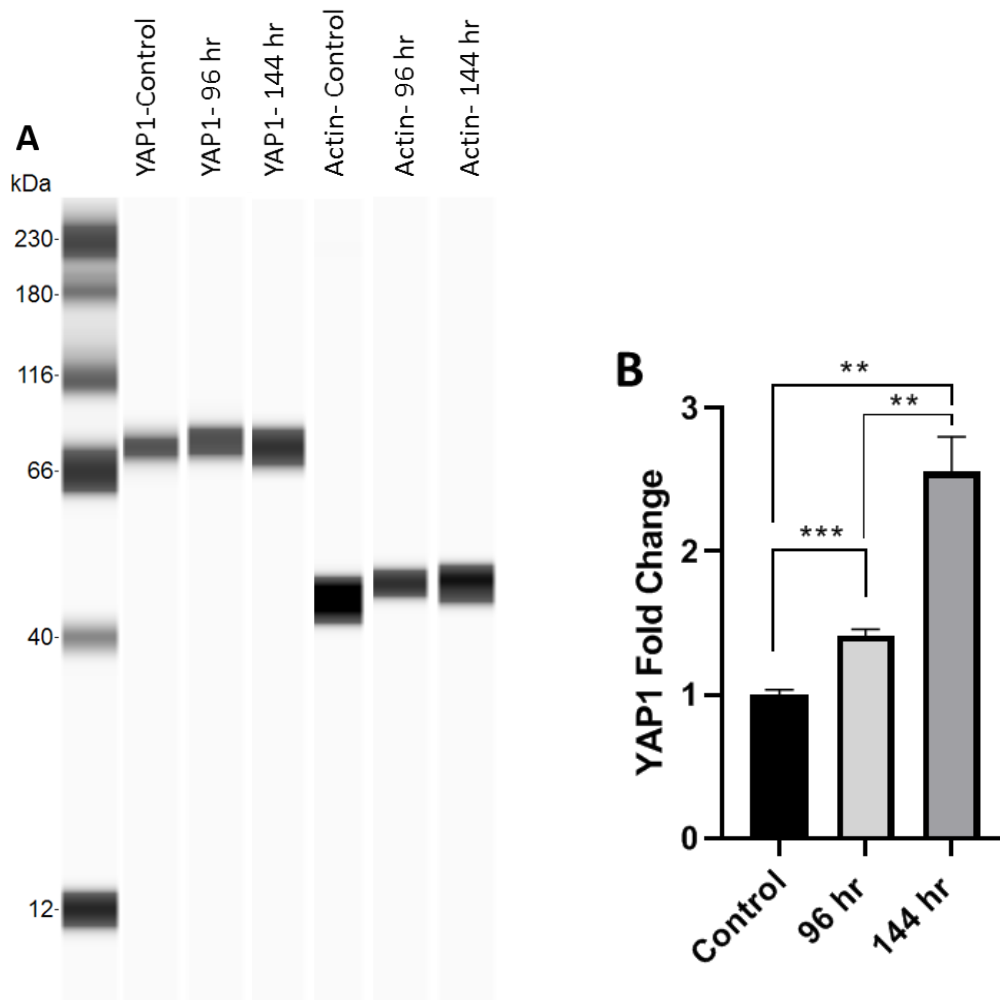 A
kDa
YAP1-Control
YAP1- 96 hr
YAP1- 144 hr
Actin- Control
Actin- 96 hr
Actin- 144 hr
230-
180-
116-
66-
40-
12-
B
YAP1 Fold Change
3
2
1
0
**
**
***
Control
96 hr
144 hr